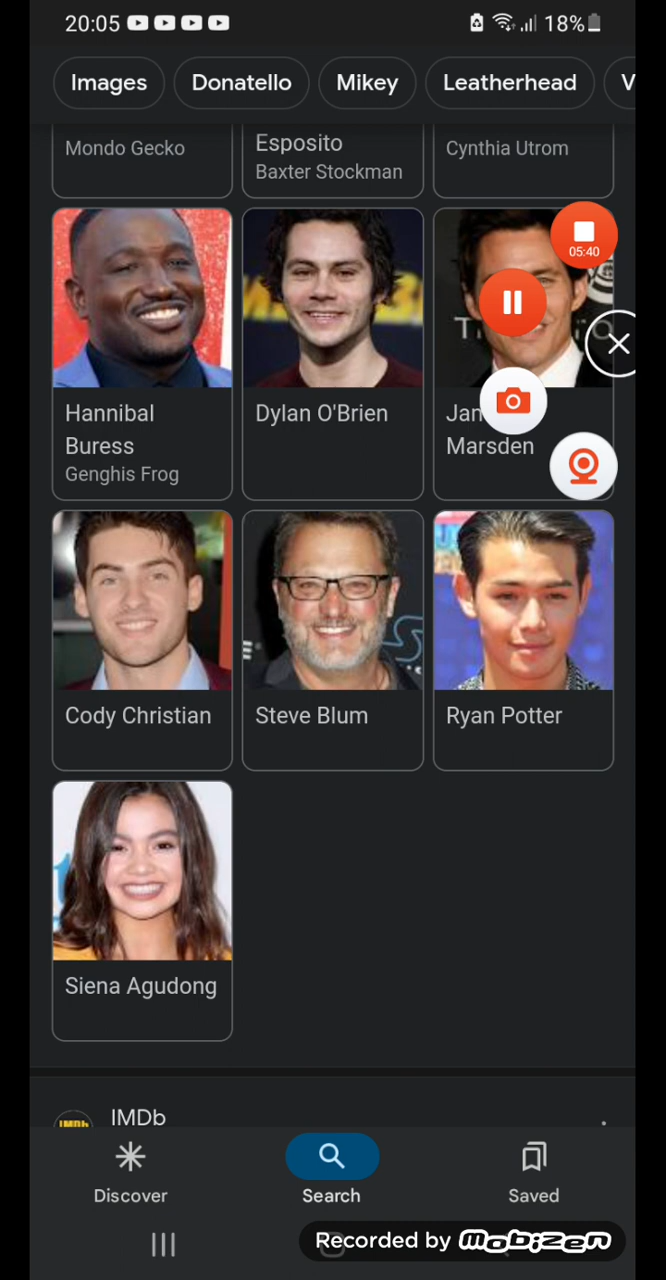 20:05
18%
Images
Donatello
Mikey
Leatherhead
V
Mondo Gecko
Esposito
Baxter Stockman
Cynthia Utrom
05:40
Hannibal
Buress
Genghis Frog
Dylan O'Brien
Jan
Marsden
Cody Christian
Steve Blum
Ryan Potter
Siena Agudong
IMDb
Discover
Search
Saved
Recorded by mobizen